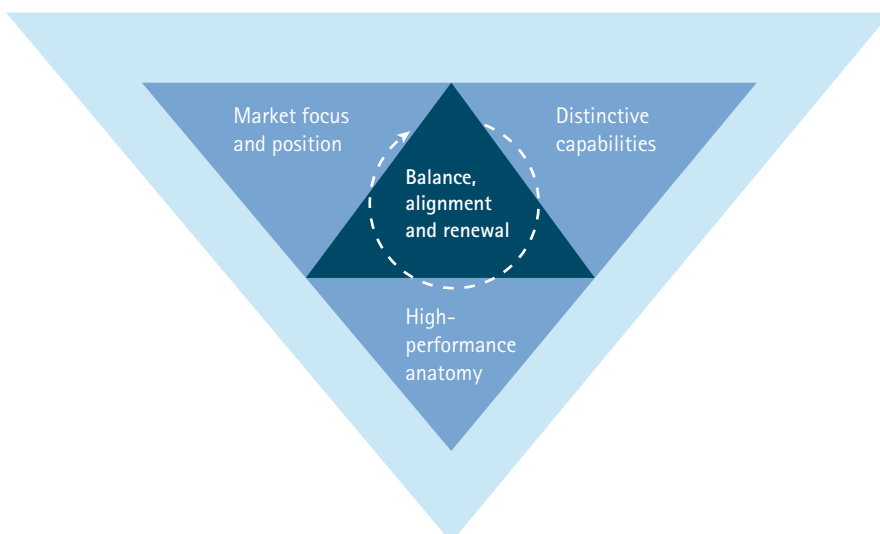 Market focus
and position
Distinctive
capabilities
Balance,
alignment
and renewal
High-
performance
anatomy